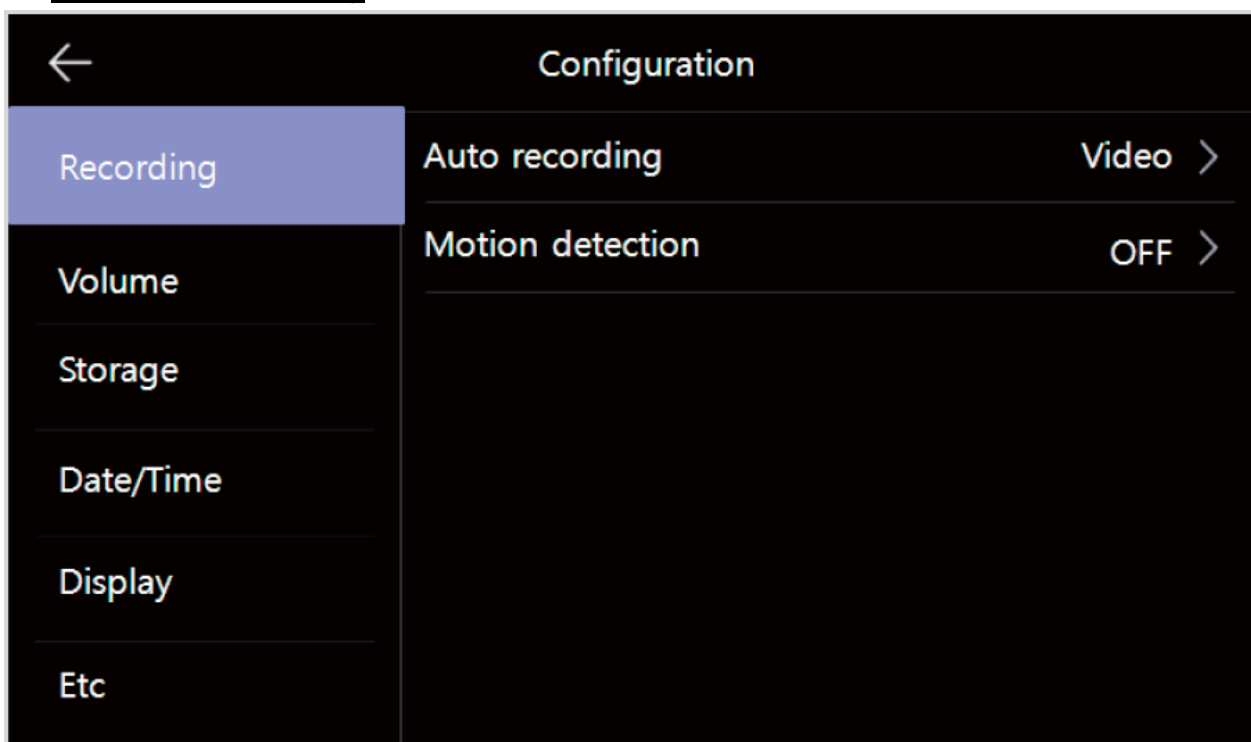 Configuration
Recording
Auto recording Video
Motion detection OFF
Volume
Storage
Date/Time
Display
Etc